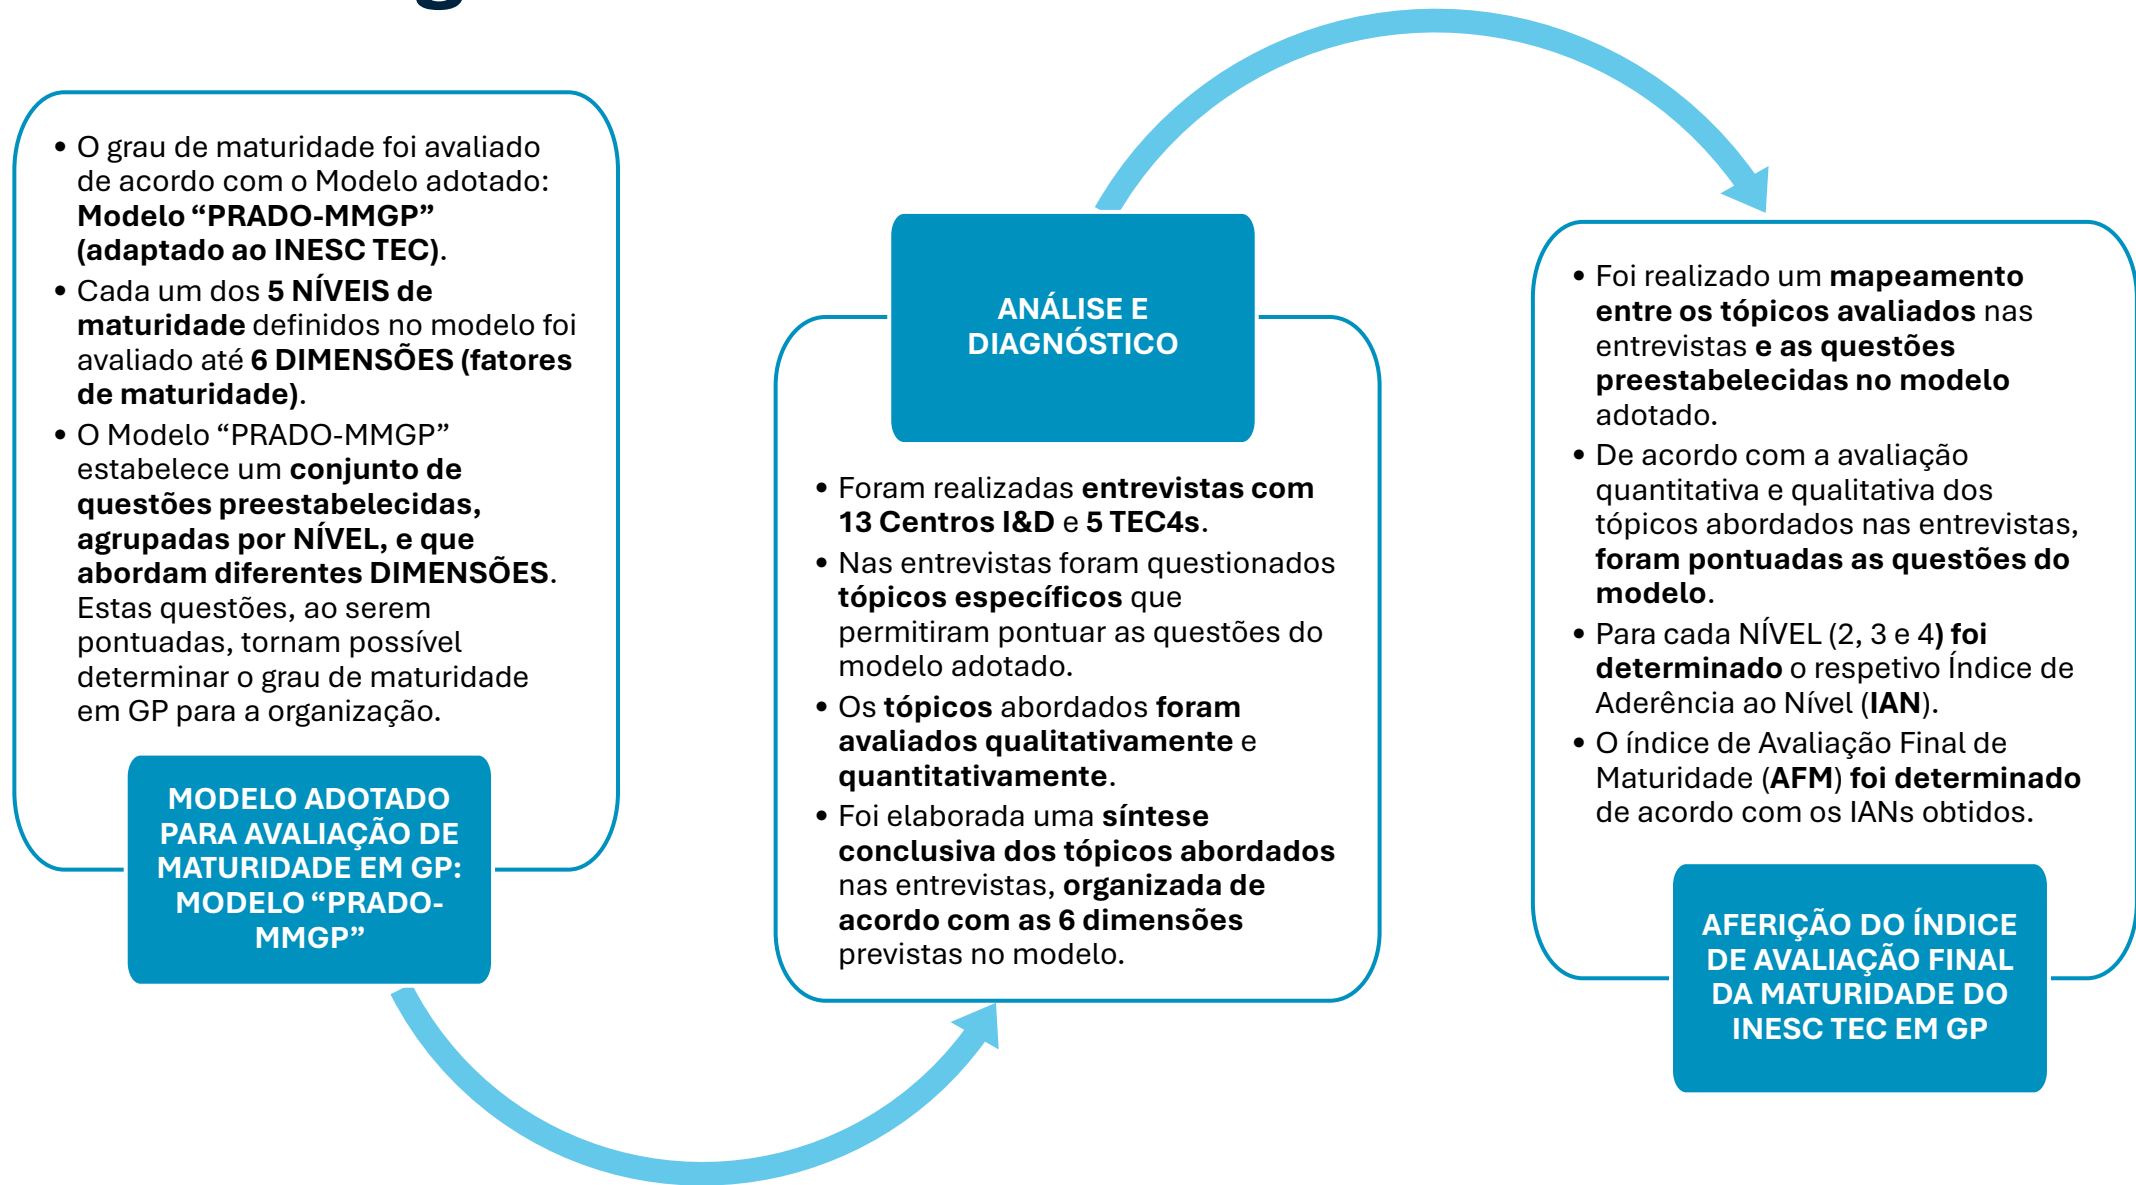 • O grau de maturidade foi avaliado
de acordo com o Modelo adotado:
Modelo “PRADO-MMGP”
(adaptado ao INESC TEC).
• Cada um dos 5 NÍVEIS de
maturidade definidos no modelo foi
avaliado até 6 DIMENSÕES (fatores
de maturidade).
• O Modelo “PRADO-MMGP”
estabelece um conjunto de
questões preestabelecidas,
agrupadas por NÍVEL, e que
abordam diferentes DIMENSÕES.
Estas questões, ao serem
pontuadas, tornam possível
determinar o grau de maturidade
em GP para a organização.
MODELO ADOTADO
PARA AVALIAÇÃO DE
MATURIDADE EM GP:
MODELO “PRADO-
MMGP”
ANÁLISE E
DIAGNÓSTICO
• Foram realizadas entrevistas com
13 Centros I&D e 5 TEC4s.
• Nas entrevistas foram questionados
tópicos específicos que
permitiram pontuar as questões do
modelo adotado.
• Os tópicos abordados foram
avaliados qualitativamente e
quantitativamente.
• Foi elaborada uma síntese
conclusiva dos tópicos abordados
nas entrevistas, organizada de
acordo com as 6 dimensões
previstas no modelo.
• Foi realizado um mapeamento
entre os tópicos avaliados nas
entrevistas e as questões
preestabelecidas no modelo
adotado.
• De acordo com a avaliação
quantitativa e qualitativa dos
tópicos abordados nas entrevistas,
foram pontuadas as questões do
modelo.
• Para cada NÍVEL (2, 3 e 4) foi
determinado o respetivo Índice de
Aderência ao Nível (IAN).
• O índice de Avaliação Final de
Maturidade (AFM) foi determinado
de acordo com os IANs obtidos.
AFERIÇÃO DO ÍNDICE
DE AVALIAÇÃO FINAL
DA MATURIDADE DO
INESC TEC EM GP